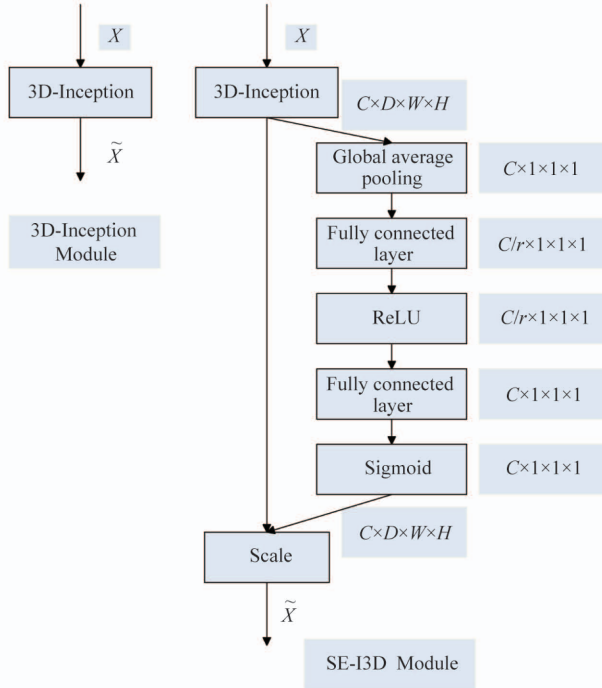 X
3D-Inception
X̃
3D-Inception
Module
X
3D-Inception
C×D×W×H
Global average
pooling
C×1×1×1
Fully connected
layer
C/r×1×1×1
ReLU
C/r×1×1×1
Fully connected
layer
C×1×1×1
Sigmoid
C×1×1×1
C×D×W×H
Scale
X̃
SE-I3D Module